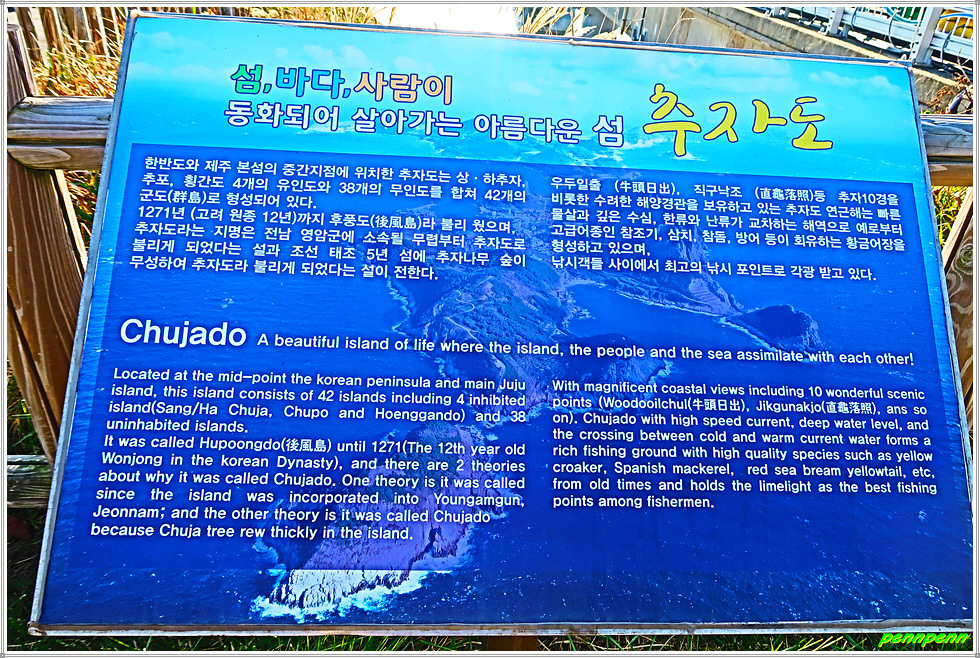 섬,바다,사람이
동화되어 살아가는 아름다운 섬 추자도
한반도와 제주 본섬의 중간지점에 위치한 추자도는 상·하추자,
추포, 횡간도 4개의 유인도와 38개의 무인도를 합쳐 42개의
군도(群島)로 형성되어 있다.
1271년 (고려 원종 12년)까지 후풍도(後風島)라 불리 웠으며,
추자도라는 지명은 전남 영암군에 소속될 무렵부터 추자도로
불리게 되었다는 설과 조선 태조 5년 섬에 추자나무 숲이
무성하여 추자도라 불리게 되었다는 설이 전한다.
우두일출 (牛頭日出), 직구낙조 (直龜落照)등 추자10경을
비롯한 수려한 해양경관을 보유하고 있는 추자도 연근해는 빠른
물살과 깊은 수심, 한류와 난류가 교차하는 해역으로 예로부터
고급어종인 참조기, 삼치, 참돔, 방어 등이 회유하는 황금어장을
형성하고 있으며,
낚시객들 사이에서 최고의 낚시 포인트로 각광 받고 있다.
Chujado A beautiful island of life where the island, the people and the sea assimilate with each other!
Located at the mid-point the korean peninsula and main Juju
island, this island consists of 42 islands including 4 inhabited
island(Sang/Ha Chuja, Chupo and Hoenggando) and 38
uninhabited islands.
It was called Hupoongdo(後風島) until 1271(The 12th year old
Wonjong in the korean Dynasty), and there are 2 theories
about why it was called Chujado. One theory is it was called
since the island was incorporated into Youngamgun,
Jeonnam; and the other theory is it was called Chujado
because Chuja tree rew thickly in the island.
With magnificent coastal views including 10 wonderful scenic
points (Woodooilchul(牛頭日出), Jikgunakjo(直龜落照), ans so
on). Chujado with high speed current, deep water level, and
the crossing between cold and warm current water forms a
rich fishing ground with high quality species such as yellow
croaker, Spanish mackerel, red sea bream yellowtail, etc,
from old times and holds the limelight as the best fishing
points among fishermen.
pennpenn